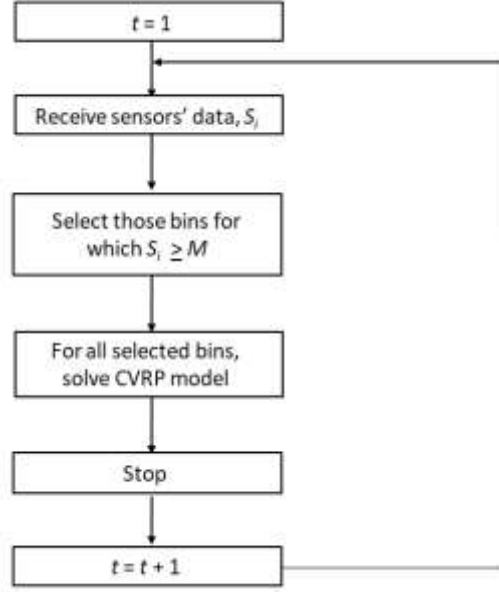 t = 1
Receive sensors’ data, Sᵢ
Select those bins for
which Sᵢ ≥ M
For all selected bins,
solve CVRP model
Stop
t = t + 1